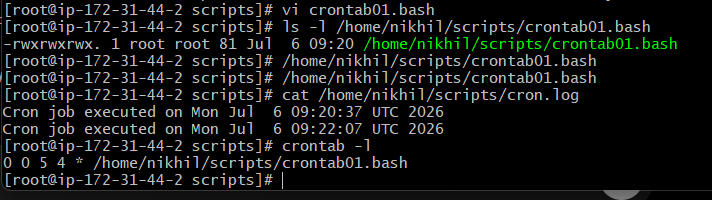 [root@ip-172-31-44-2 scripts]# vi crontab01.bash
[root@ip-172-31-44-2 scripts]# ls -l /home/nikhil/scripts/crontab01.bash
-rwxrwxrwx. 1 root root 81 Jul  6 09:20 /home/nikhil/scripts/crontab01.bash
[root@ip-172-31-44-2 scripts]# /home/nikhil/scripts/crontab01.bash
[root@ip-172-31-44-2 scripts]# /home/nikhil/scripts/crontab01.bash
[root@ip-172-31-44-2 scripts]# cat /home/nikhil/scripts/cron.log
Cron job executed on Mon Jul  6 09:20:37 UTC 2026
Cron job executed on Mon Jul  6 09:22:07 UTC 2026
[root@ip-172-31-44-2 scripts]# crontab -l
0 0 5 4 * /home/nikhil/scripts/crontab01.bash
[root@ip-172-31-44-2 scripts]#